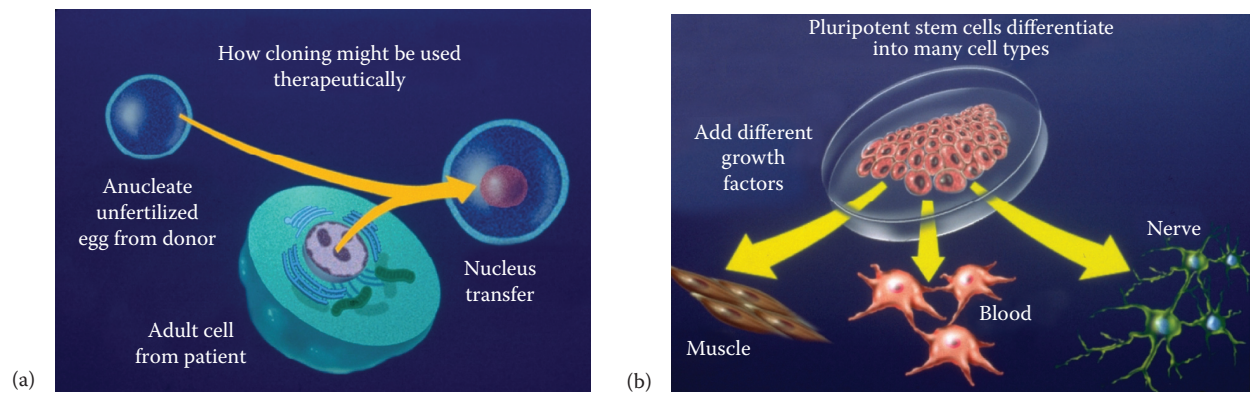 How cloning might be used
therapeutically
Anucleate
unfertilized
egg from donor
Nucleus
transfer
Adult cell
from patient
(a)
Pluripotent stem cells differentiate
into many cell types
Add different
growth
factors
Nerve
Blood
Muscle
(b)